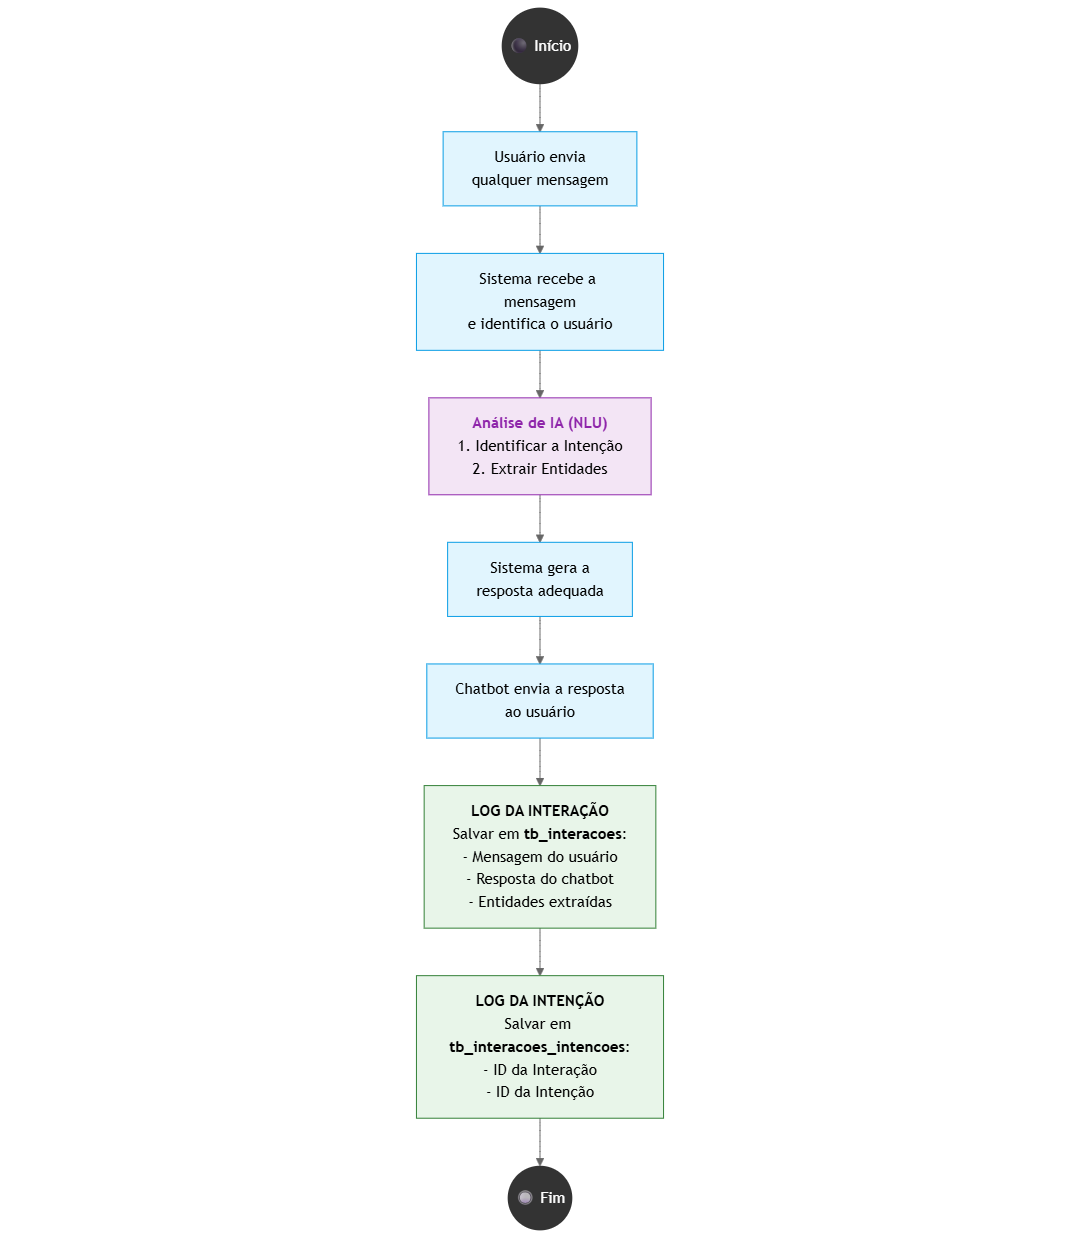 Início
Usuário envia
qualquer mensagem
Sistema recebe a
mensagem
e identifica o usuário
Análise de IA (NLU)
1. Identificar a Intenção
2. Extrair Entidades
Sistema gera a
resposta adequada
Chatbot envia a resposta
ao usuário
LOG DA INTERAÇÃO
Salvar em tb_interacoes:
- Mensagem do usuário
- Resposta do chatbot
- Entidades extraídas
LOG DA INTENÇÃO
Salvar em
tb_interacoes_intencoes:
- ID da Interação
- ID da Intenção
Fim